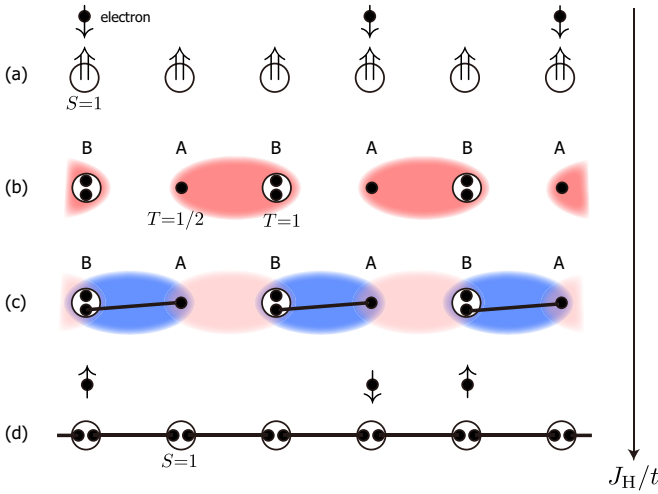 electron
(a)
S=1
B A B A B A
(b)
T=1/2 T=1
B A B A B A
(c)
(d)
S=1
J_H/t